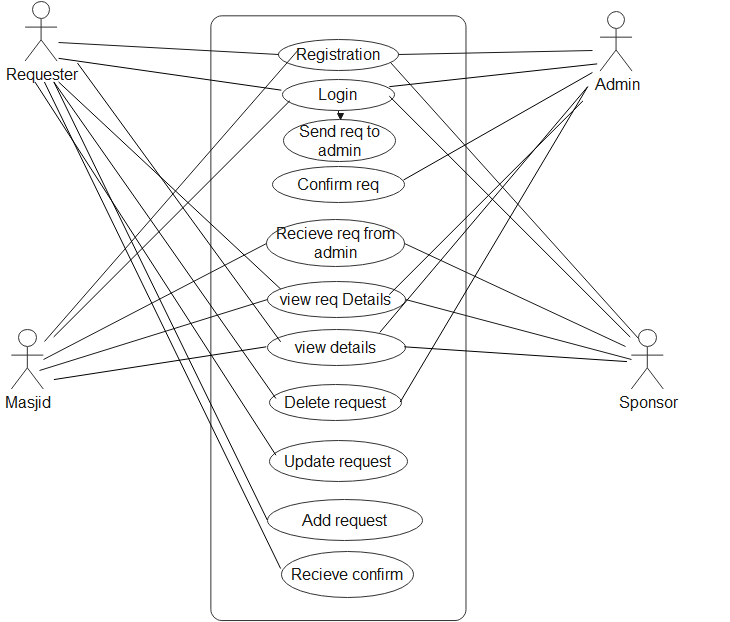 Requester
Admin
Registration
Login
Send req to
admin
Confirm req
Recieve req from
admin
view req Details
view details
Masjid
Sponsor
Delete request
Update request
Add request
Recieve confirm